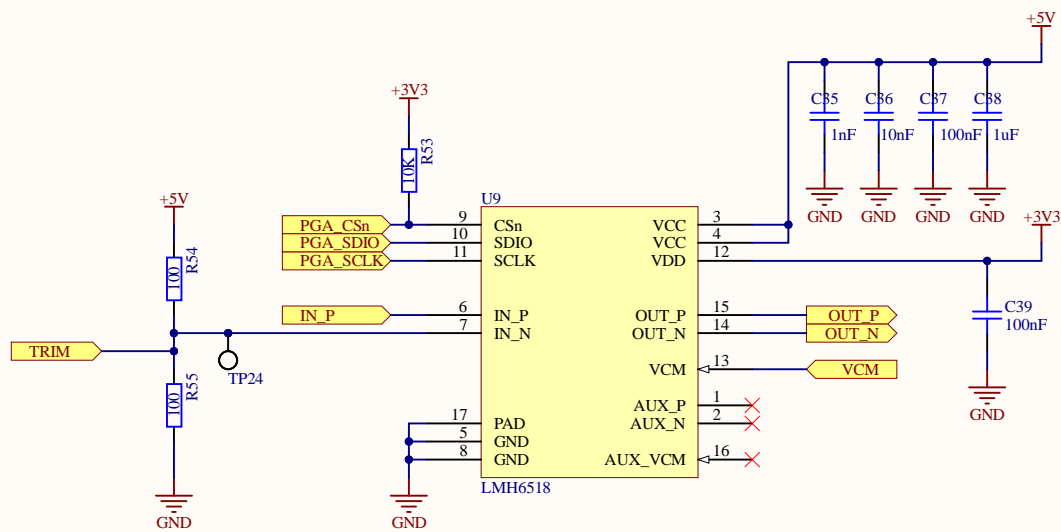 +5V
C35
C36
C37
C38
1nF
10nF
100nF
1uF
GND
GND
GND
GND
+3V3
R53
10K
U9
+5V
R54
100
PGA_CSn
9
CSn
VCC
3
PGA_SDIO
10
SDIO
VCC
4
PGA_SCLK
11
SCLK
VDD
12
+3V3
IN_P
6
IN_P
OUT_P
15
OUT_P
7
IN_N
OUT_N
14
OUT_N
C39
100nF
TRIM
TP24
VCM
13
VCM
R55
100
AUX_P
1
AUX_N
2
GND
17
PAD
5
GND
8
GND
AUX_VCM
16
LMH6518
GND
GND